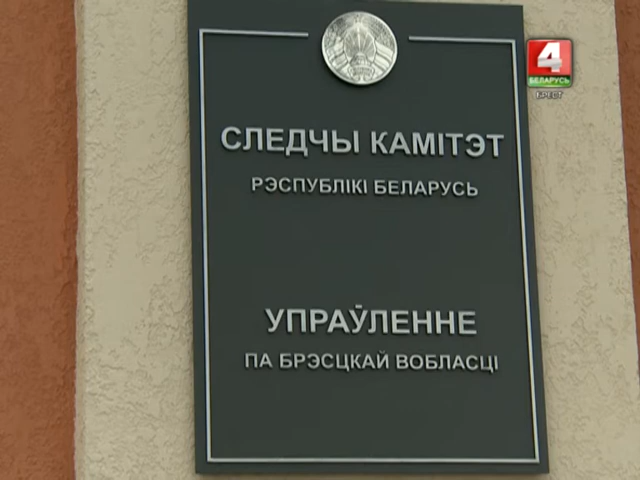 СЛЕДЧЫ КАМІТЭТ
РЭСПУБЛІКІ БЕЛАРУСЬ
УПРАЎЛЕННЕ
ПА БРЭСЦКАЙ ВОБЛАСЦІ
4
БЕЛАРУСЬ
БРЕСТ